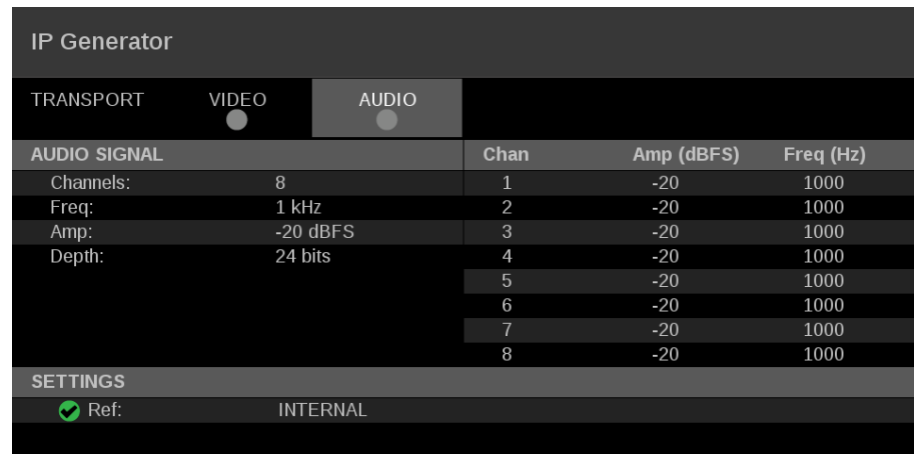 IP Generator
TRANSPORT VIDEO AUDIO
AUDIO SIGNAL Chan Amp (dBFS) Freq (Hz)
Channels: 8 1 -20 1000
Freq: 1 kHz 2 -20 1000
Amp: -20 dBFS 3 -20 1000
Depth: 24 bits 4 -20 1000
5 -20 1000
6 -20 1000
7 -20 1000
8 -20 1000
SETTINGS
Ref: INTERNAL